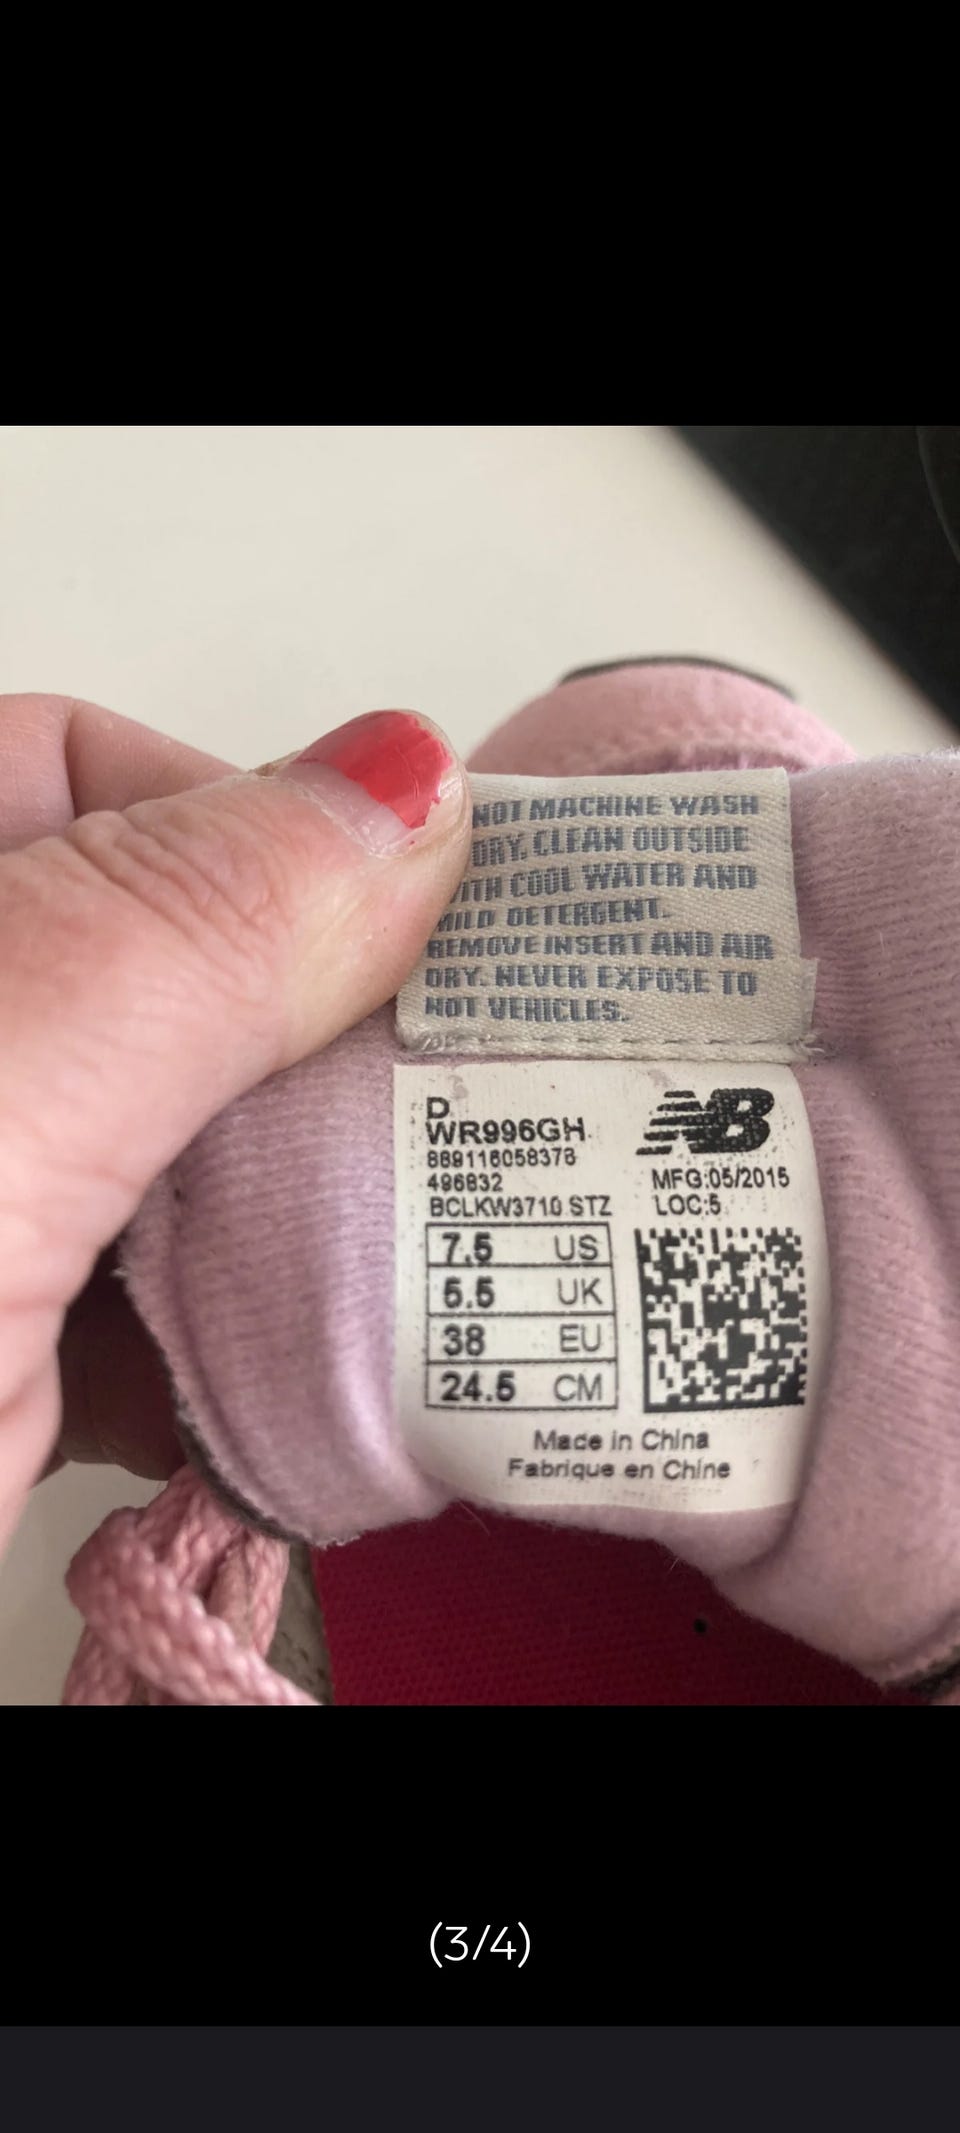 NOT MACHINE WASH
DRY, CLEAN OUTSIDE
WITH COOL WATER AND
MILD DETERGENT.
REMOVE INSERT AND AIR
DRY. NEVER EXPOSE TO
HOT VEHICLES.
D
WR996GH
NB
889116058378
496832
BCLKW3710 STZ
MFG:05/2015
LOC:5
7.5 US
5.5 UK
38 EU
24.5 CM
Made in China
Fabrique en Chine
(3/4)